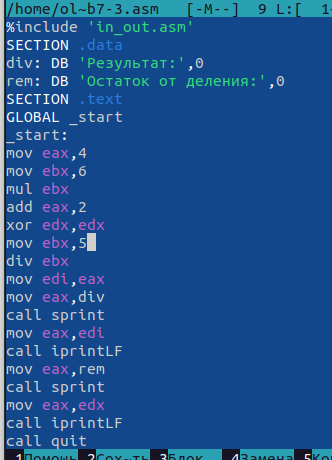 /home/ol~b7-3.asm [-M--] 9 L:[ 1
%include 'in_out.asm'
SECTION .data
div: DB 'Результат:',0
rem: DB 'Остаток от деления:',0
SECTION .text
GLOBAL _start
_start:
mov eax,4
mov ebx,6
mul ebx
add eax,2
xor edx,edx
mov ebx,5
div ebx
mov edi,eax
mov eax,div
call sprint
mov eax,edi
call iprintLF
mov eax,rem
call sprint
mov eax,edx
call iprintLF
call quit
1Помощь 2Сох~ть 3Блок 4Замена 5Ко